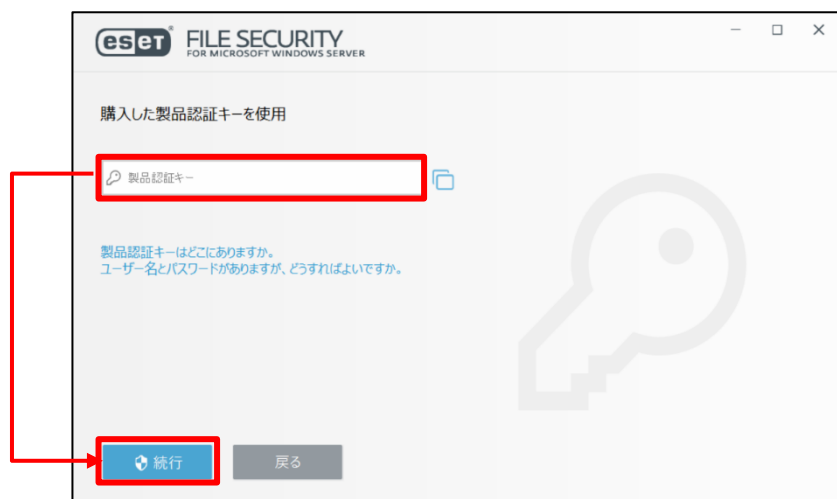 eset FILE SECURITY
FOR MICROSOFT WINDOWS SERVER
購入した製品認証キーを使用
製品認証キー
製品認証キーはどこにありますか。
ユーザー名とパスワードがありますが、どうすればよいですか。
続行
戻る